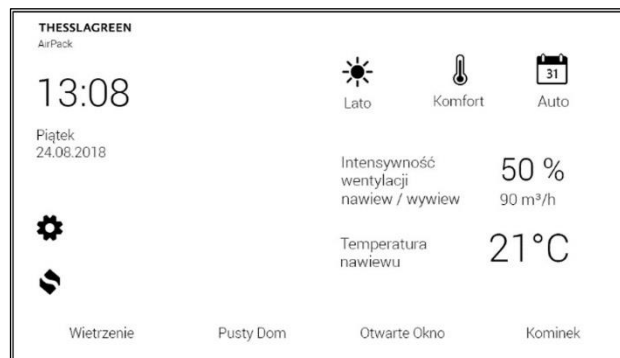 THESSLAGREEN
AirPack
13:08
Piątek
24.08.2018
31
Lato
Komfort
Auto
Intensywność
wentylacji
nawiew / wywiew
50 %
90 m³/h
Temperatura
nawiewu
21°C
Wietrzenie
Pusty Dom
Otwarte Okno
Kominek